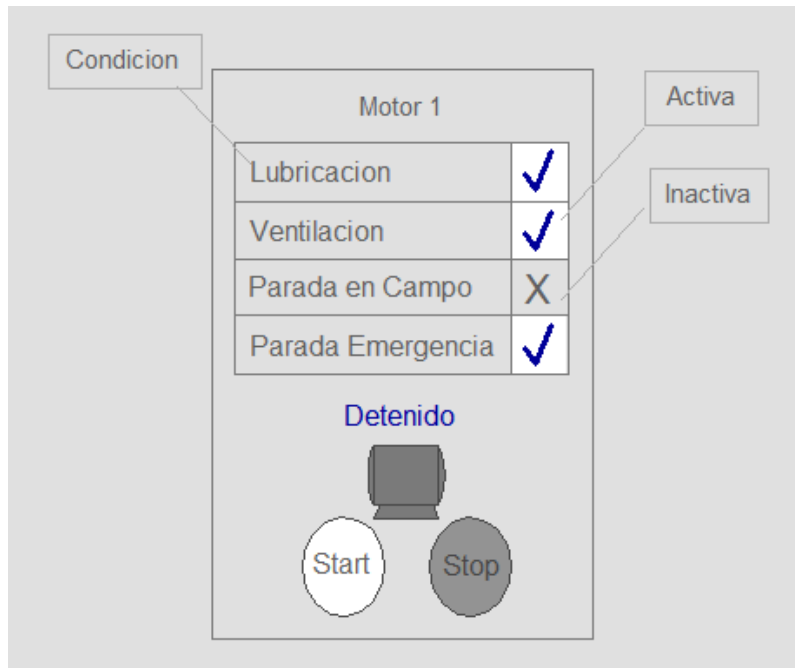 Condicion
Motor 1
Activa
Lubricacion
Inactiva
Ventilacion
Parada en Campo X
Parada Emergencia
Detenido
Start Stop